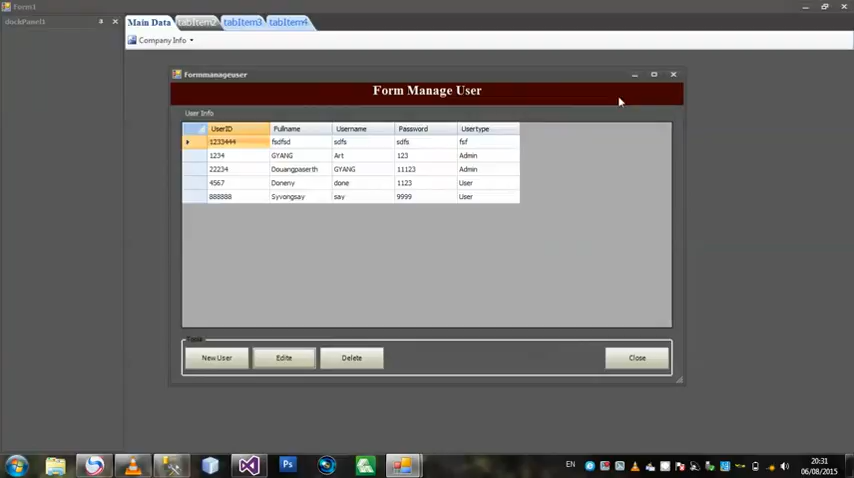 Form1
dockPanel1
Main Data tabItem2 tabItem3 tabItem4
Company Info
Formmanageuser
Form Manage User
User Info
UserID Fullname Username Password Usertype
1233444 fsdfsd sdfs sdfs fsf
1234 GYANG Art 123 Admin
22234 Douangpaserth GYANG 11123 Admin
4567 Doneny done 1123 User
888888 Syvongsay say 9999 User
New User Edite Delete Close
Ps
EN
20:31
06/08/2015